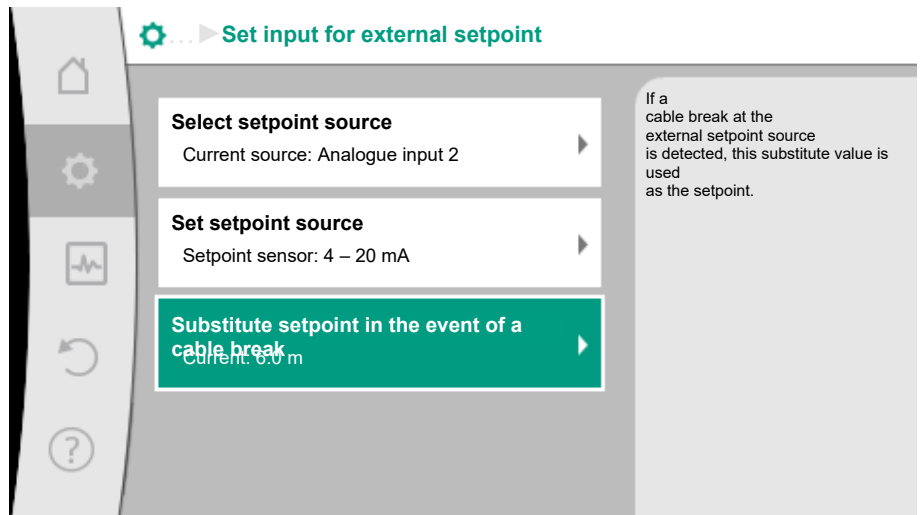 ... Set input for external setpoint
Select setpoint source
Current source: Analogue input 2
Set setpoint source
Setpoint sensor: 4 – 20 mA
Substitute setpoint in the event of a
cable break
Current: 6.0 m
If a
cable break at the
external setpoint source
is detected, this substitute value is
used
as the setpoint.
?